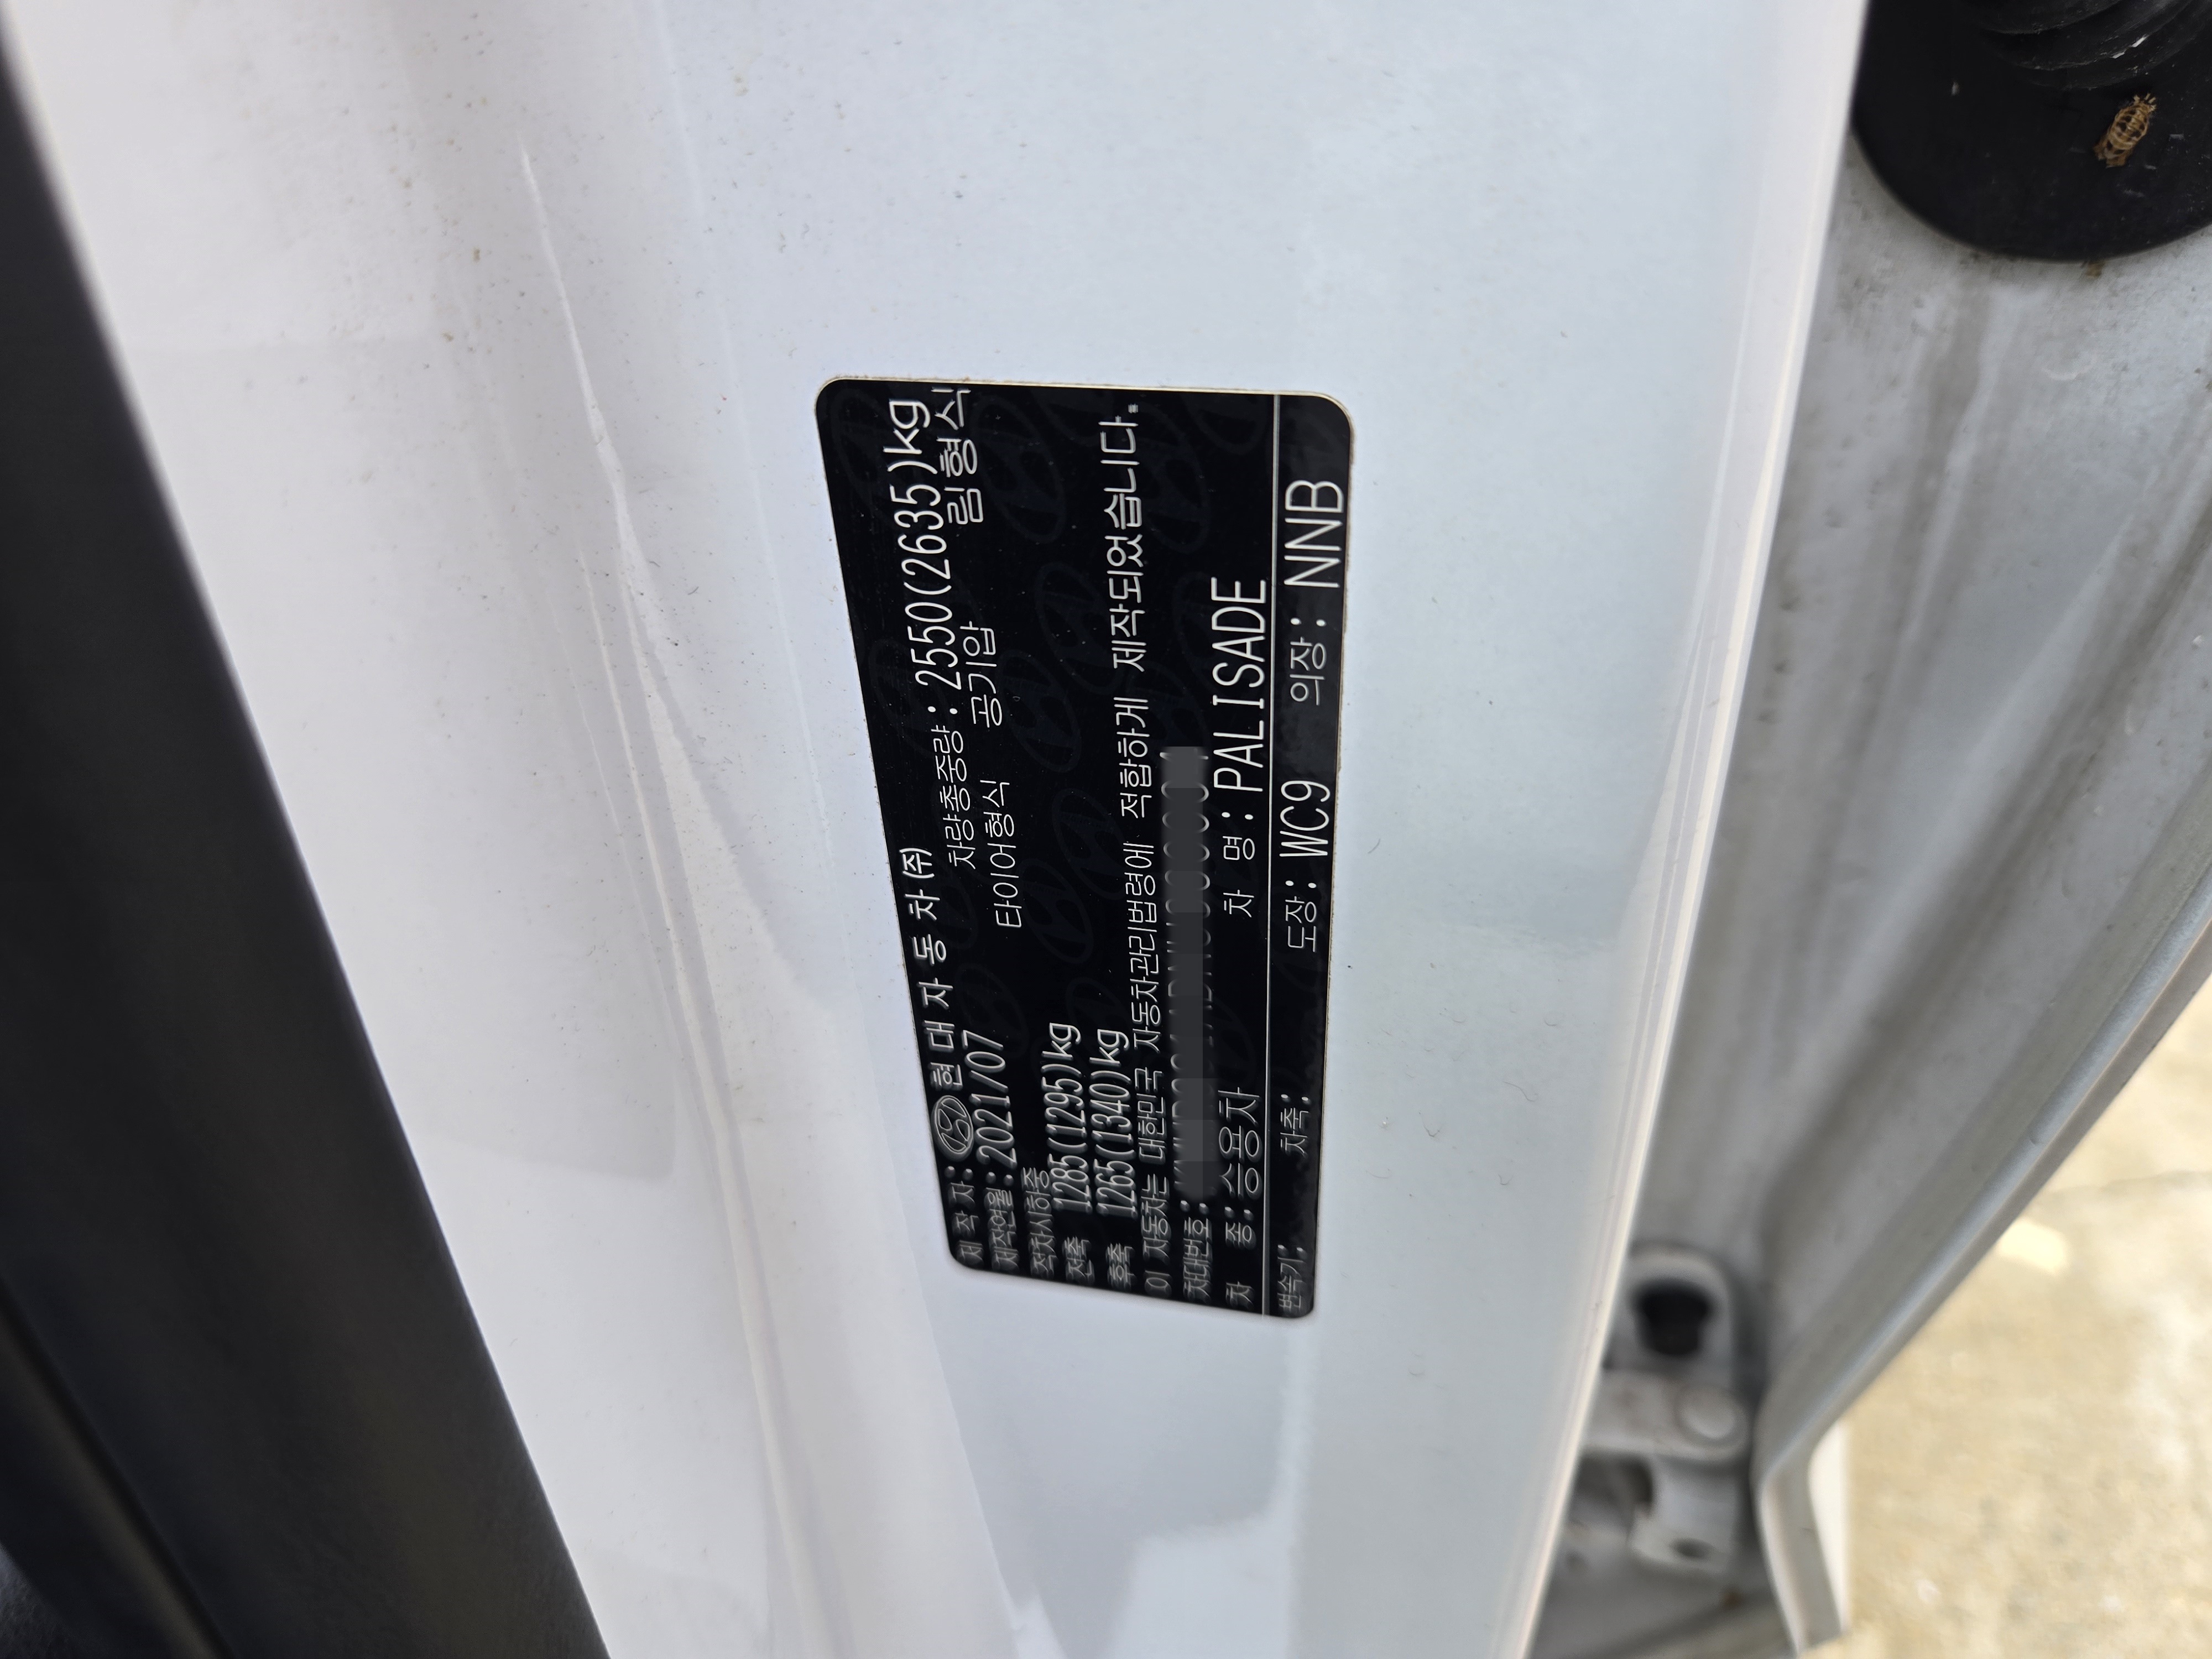 제 작 자: 현 대 자 동 차 (주)
제작연월: 2021/07 차량총중량: 2550(2635)kg
적차시하중 타이어형식 공기압 림형식
전축 1285(1295)kg
후축 1265(1340)kg
이 자동차는 대한민국 자동차관리법령에 적합하게 제작되었습니다.
차대번호:
차 종: 승용차 차 명: PALISADE
변속기: 차축: 도장: WC9 의장: NNB